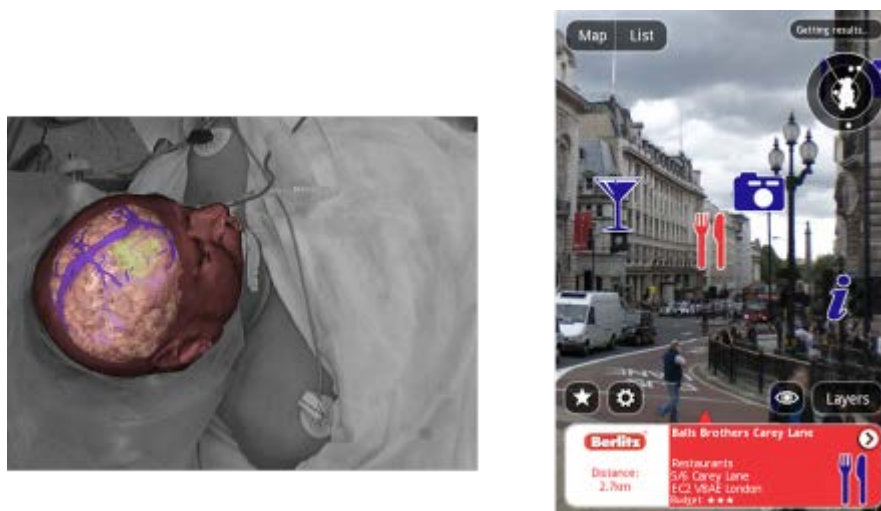 Map
List
Getting results...
Layers
Berlitz
Distance:
2.7km
Balls Brothers Carey Lane
Restaurants
5/6 Carey Lane
EC2 V8AE London
Budget ★★★